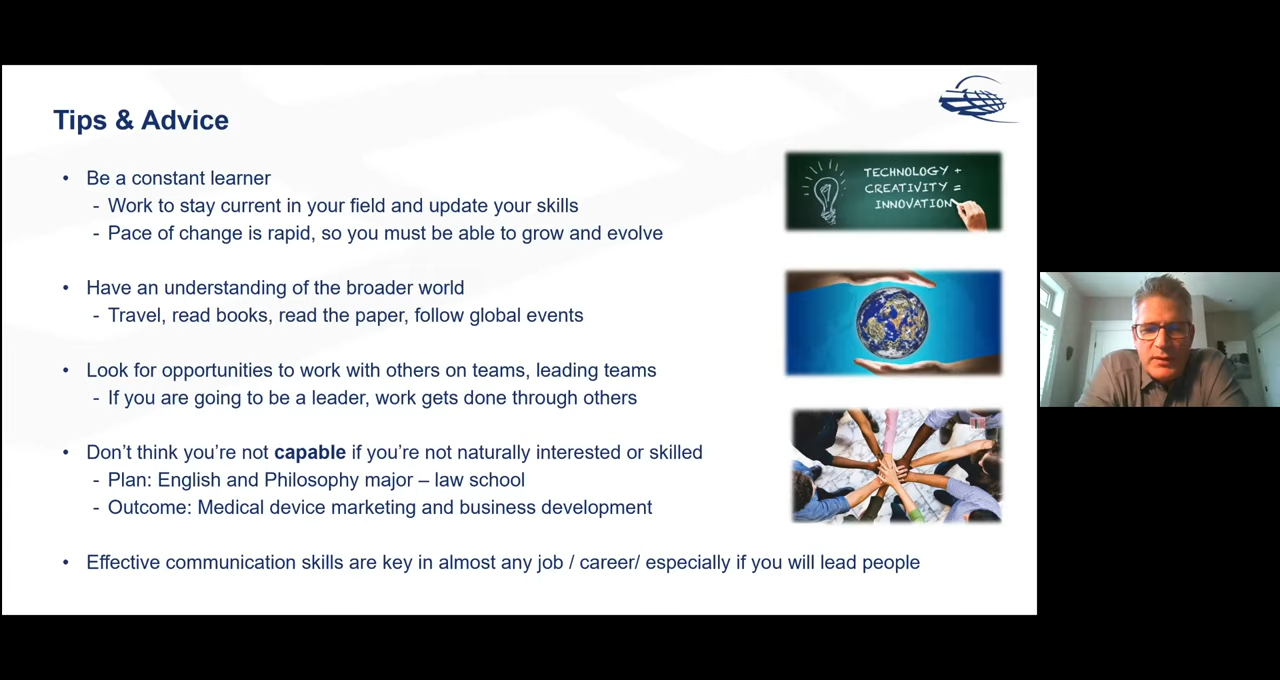 Tips & Advice
• Be a constant learner
- Work to stay current in your field and update your skills
- Pace of change is rapid, so you must be able to grow and evolve
• Have an understanding of the broader world
- Travel, read books, read the paper, follow global events
• Look for opportunities to work with others on teams, leading teams
- If you are going to be a leader, work gets done through others
• Don’t think you’re not capable if you’re not naturally interested or skilled
- Plan: English and Philosophy major – law school
- Outcome: Medical device marketing and business development
• Effective communication skills are key in almost any job / career/ especially if you will lead people
TECHNOLOGY +
CREATIVITY =
INNOVATION